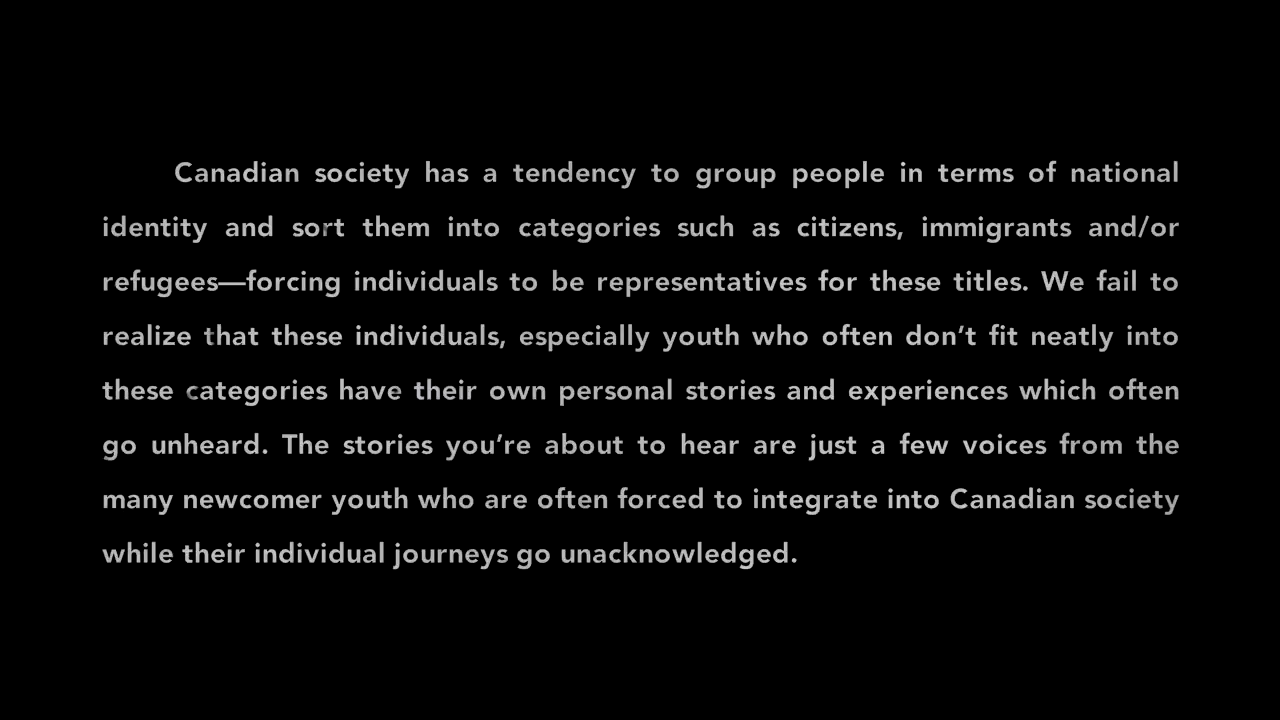 Canadian society has a tendency to group people in terms of national
identity and sort them into categories such as citizens, immigrants and/or
refugees—forcing individuals to be representatives for these titles. We fail to
realize that these individuals, especially youth who often don’t fit neatly into
these categories have their own personal stories and experiences which often
go unheard. The stories you’re about to hear are just a few voices from the
many newcomer youth who are often forced to integrate into Canadian society
while their individual journeys go unacknowledged.